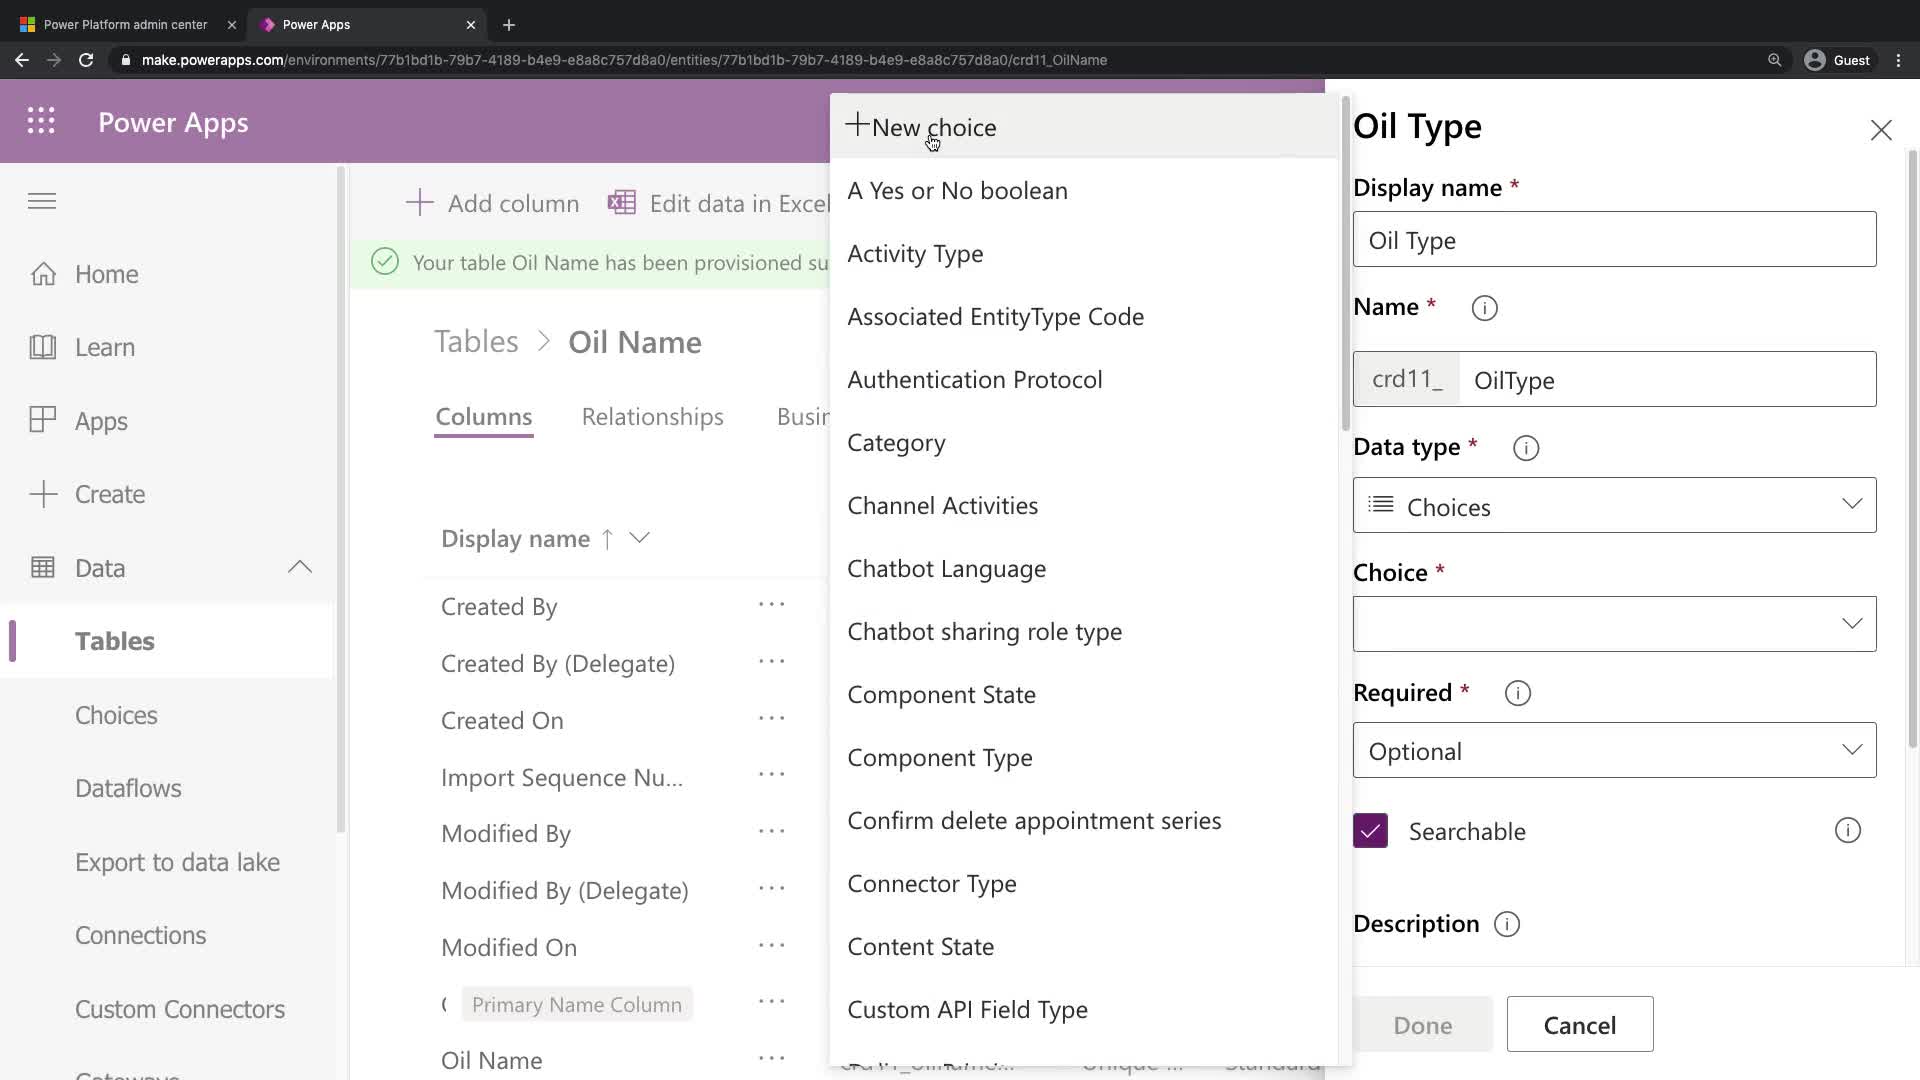 Power Platform admin center
Power Apps
make.powerapps.com/environments/77b1bd1b-79b7-4189-b4e9-e8a8c757d8a0/entities/77b1bd1b-79b7-4189-b4e9-e8a8c757d8a0/crd11_OilName
Guest
Power Apps
Home
Learn
Apps
Create
Data
Tables
Choices
Dataflows
Export to data lake
Connections
Custom Connectors
Add column
Edit data in Excel
Your table Oil Name has been provisioned su
Tables > Oil Name
Columns
Relationships
Busin
Display name
Created By
Created By (Delegate)
Created On
Import Sequence Nu...
Modified By
Modified By (Delegate)
Modified On
Primary Name Column
Oil Name
New choice
A Yes or No boolean
Activity Type
Associated EntityType Code
Authentication Protocol
Category
Channel Activities
Chatbot Language
Chatbot sharing role type
Component State
Component Type
Confirm delete appointment series
Connector Type
Content State
Custom API Field Type
Oil Type
Display name *
Oil Type
Name *
crd11_
OilType
Data type *
Choices
Choice *
Required *
Optional
Searchable
Description
Done
Cancel